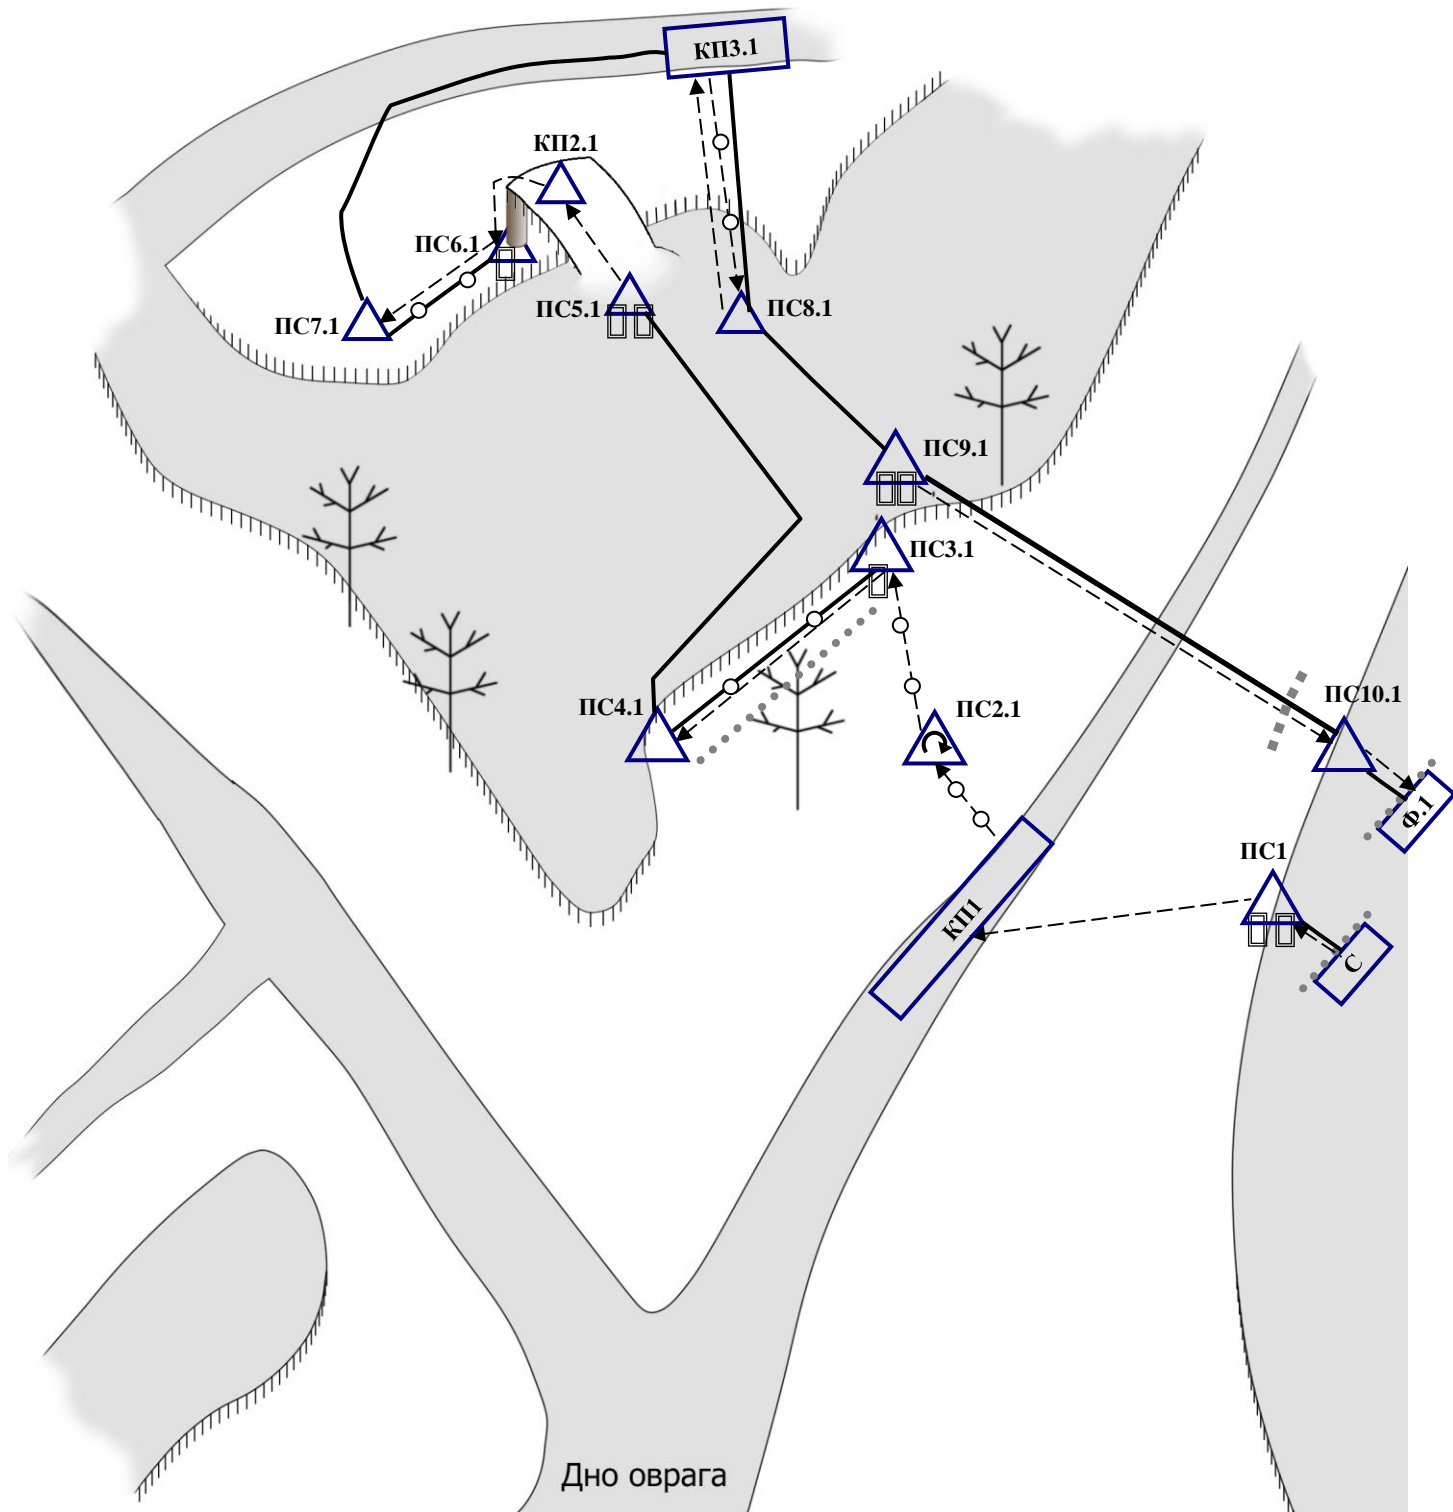 КП3.1
КП2.1
ПС6.1
ПС5.1
ПС8.1
ПС7.1
ПС9.1
ПС3.1
ПС4.1
ПС2.1
ПС10.1
Ф.1
ПС1
КП1
С
Дно оврага